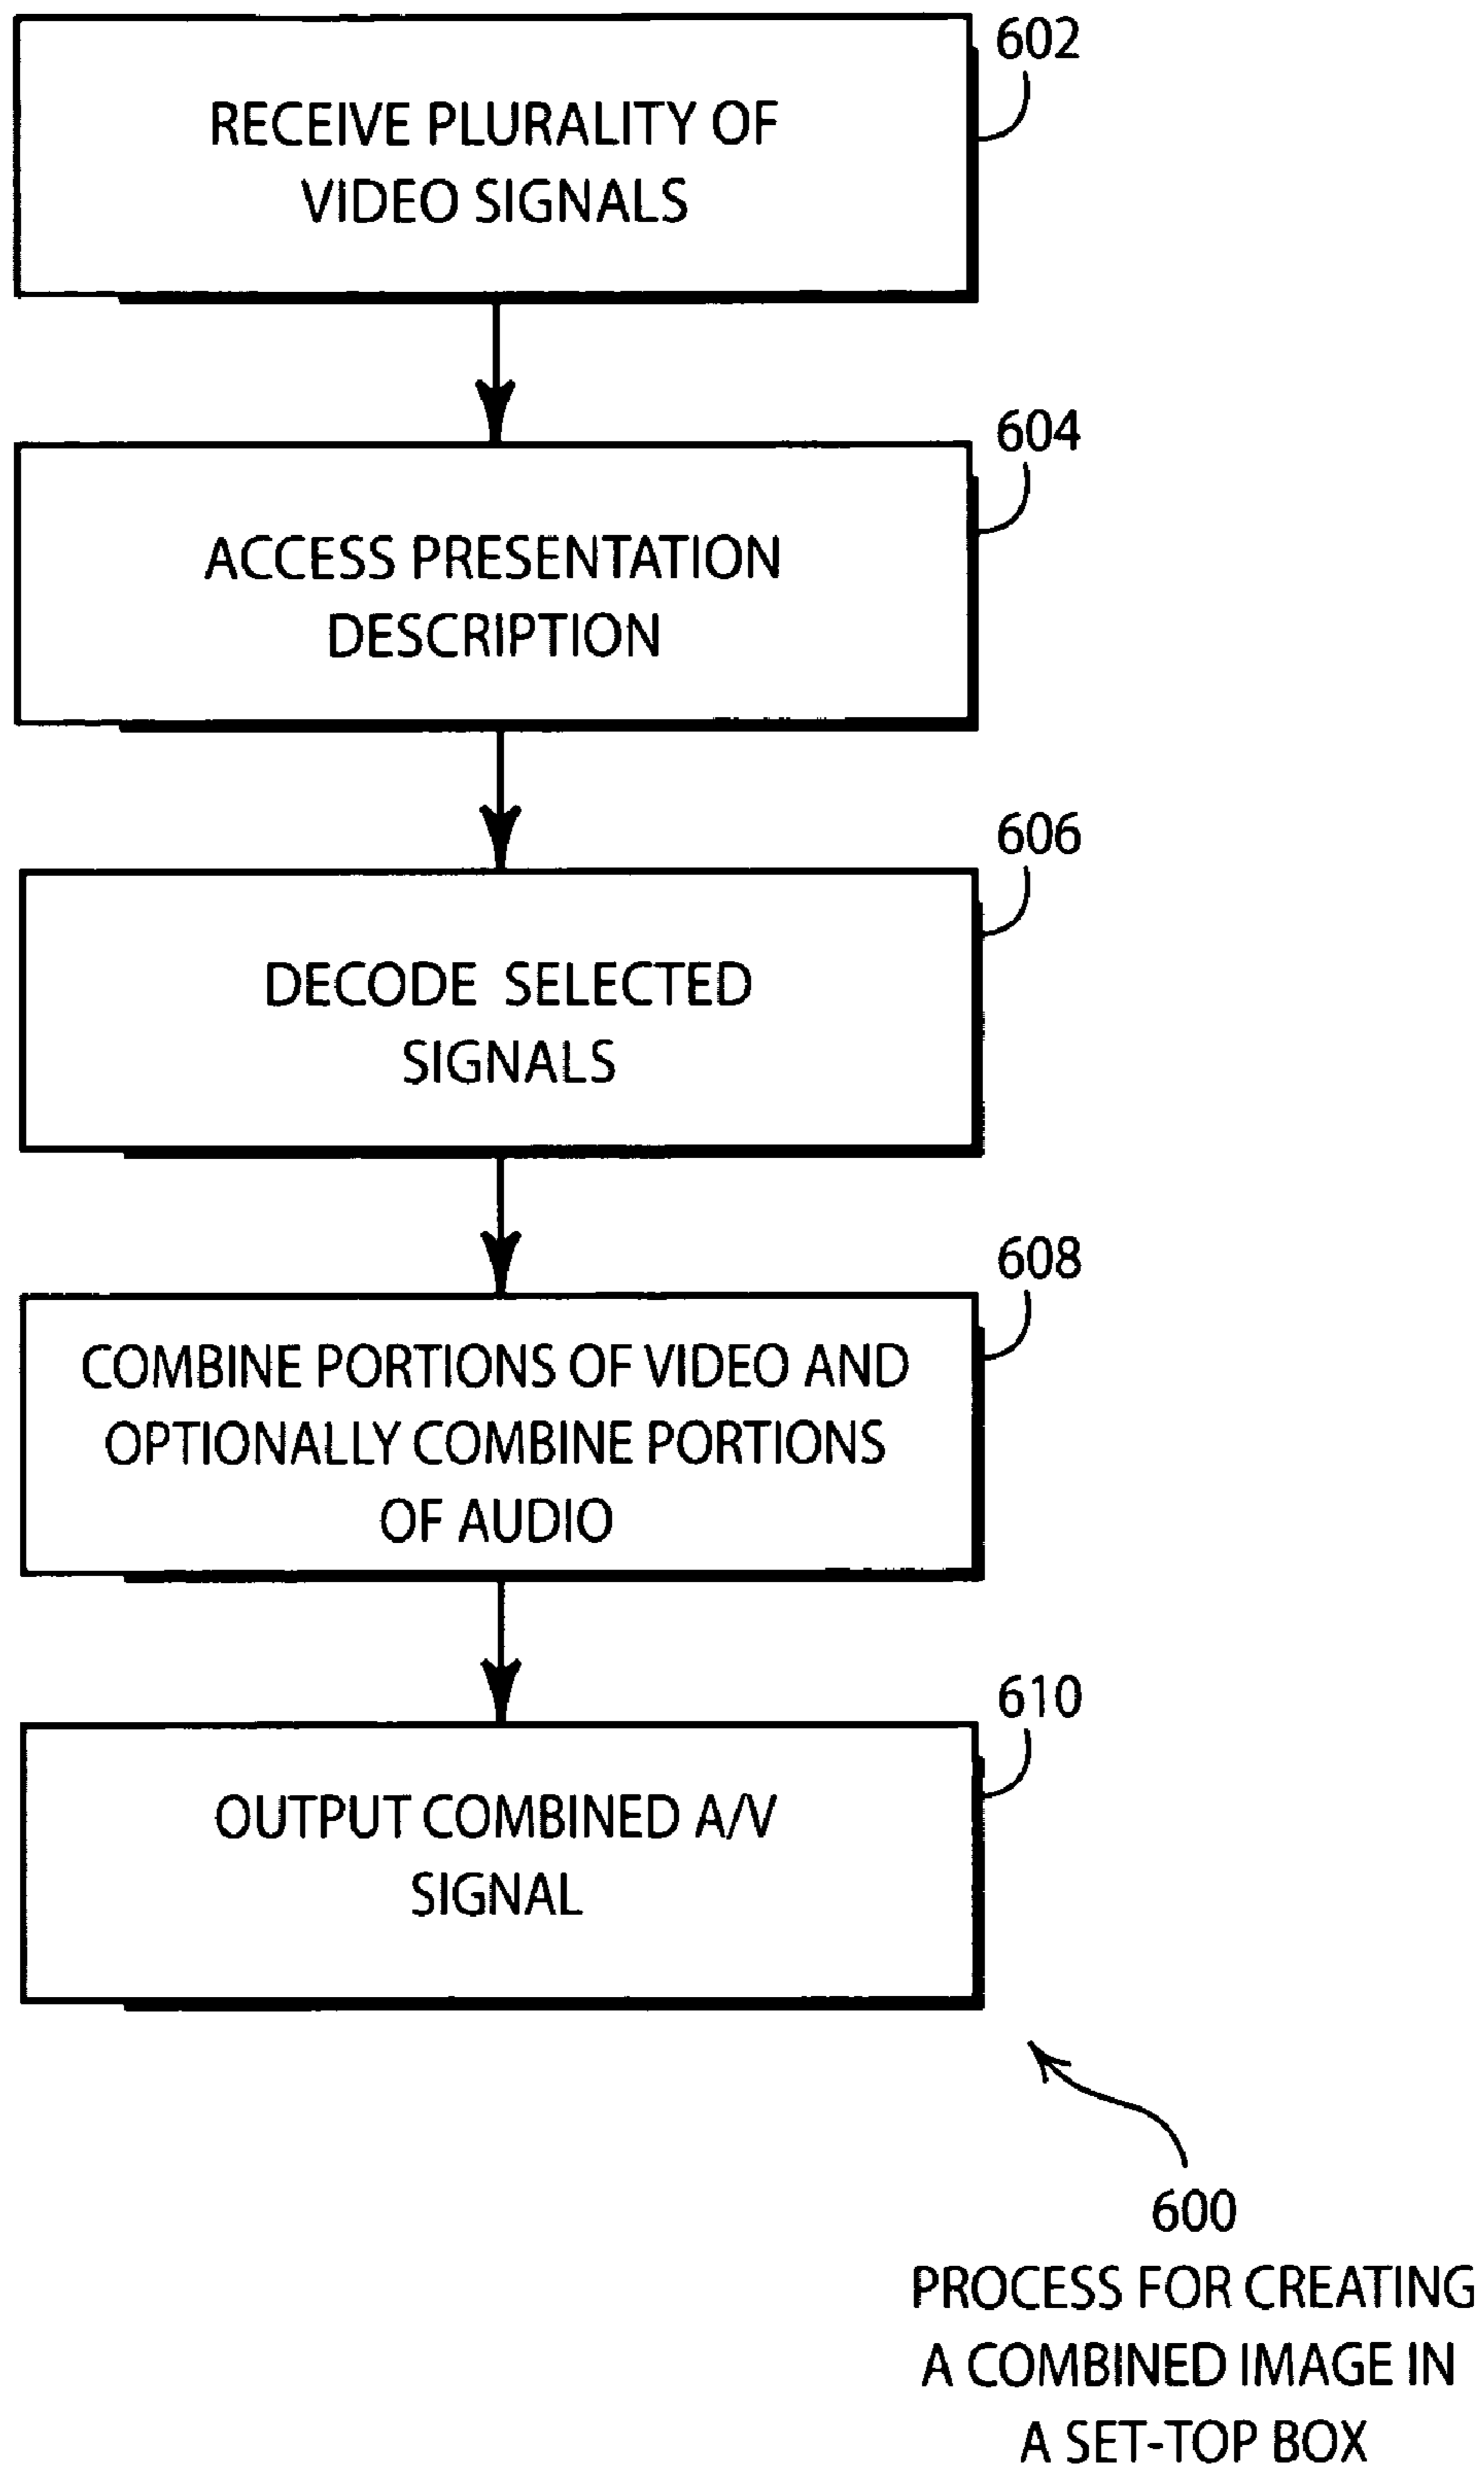 602
RECEIVE PLURALITY OF
VIDEO SIGNALS
604
ACCESS PRESENTATION
DESCRIPTION
606
DECODE SELECTED
SIGNALS
608
COMBINE PORTIONS OF VIDEO AND
OPTIONALLY COMBINE PORTIONS
OF AUDIO
610
OUTPUT COMBINED A/V
SIGNAL
600
PROCESS FOR CREATING
A COMBINED IMAGE IN
A SET-TOP BOX